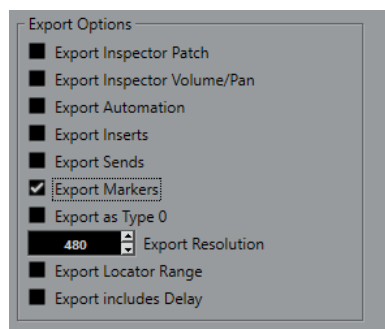 Export Options
Export Inspector Patch
Export Inspector Volume/Pan
Export Automation
Export Inserts
Export Sends
Export Markers
Export as Type 0
480 Export Resolution
Export Locator Range
Export includes Delay